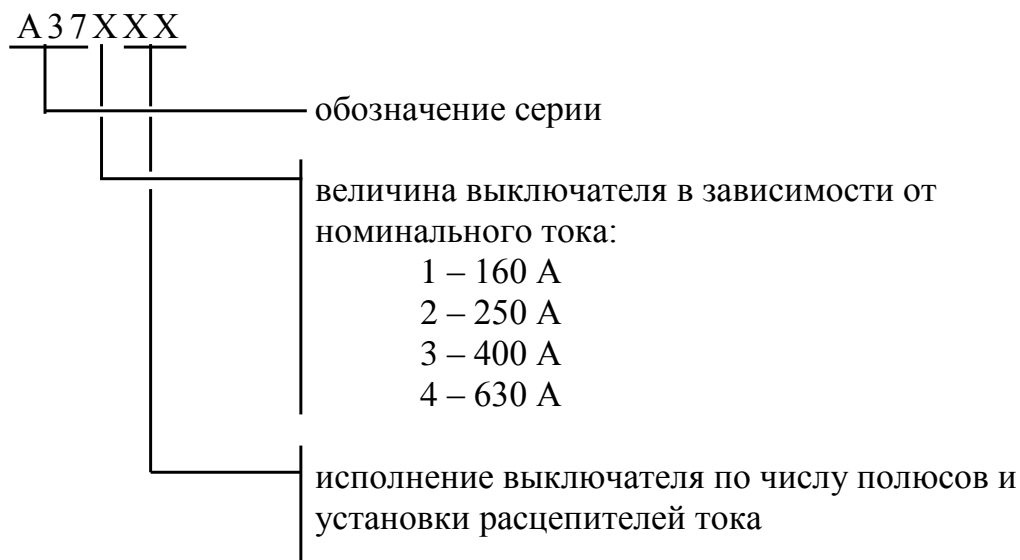 А37ХХХ
обозначение серии
величина выключателя в зависимости от
номинального тока:
1 – 160 А
2 – 250 А
3 – 400 А
4 – 630 А
исполнение выключателя по числу полюсов и
установки расцепителей тока